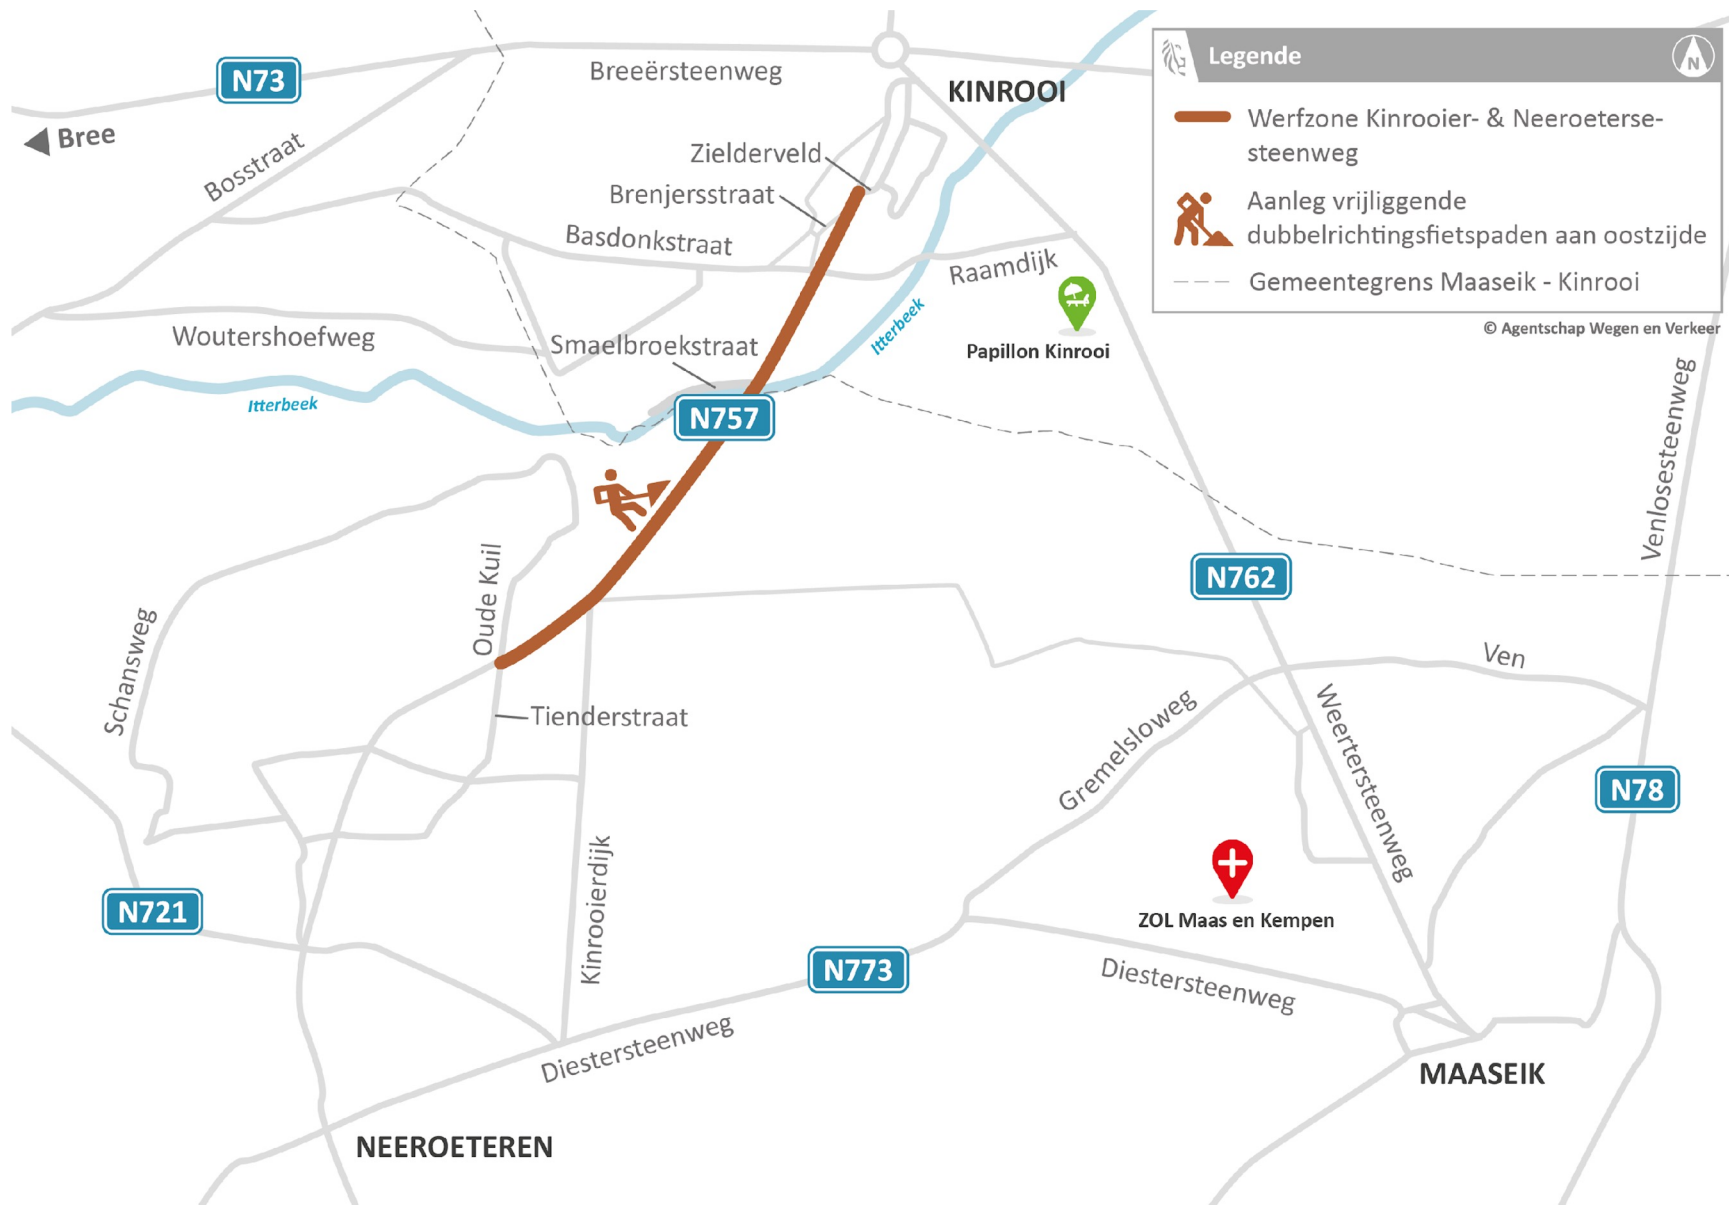 N73
Bree
Breeërsteenweg
KINROOI
Bosstraat
Zielderveld
Brenjersstraat
Basdonkstraat
Raamdijk
Itterbeek
Papillon Kinrooi
Woutershoefweg
Smaelbroekstraat
Itterbeek
N757
Legende
N
Werfzone Kinrooier- & Neeroeterse-
steenweg
Aanleg vrijliggende
dubbelrichtingsfietspaden aan oostzijde
Gemeentegrens Maaseik - Kinrooi
© Agentschap Wegen en Verkeer
Venlosesteenweg
N762
Oude Kuil
Schansweg
Tienderstraat
Ven
Gremelsloweg
Weertersteenweg
N78
Kinrooierdijk
ZOL Maas en Kempen
N721
N773
Diestersteenweg
Diestersteenweg
MAASEIK
NEEROETEREN